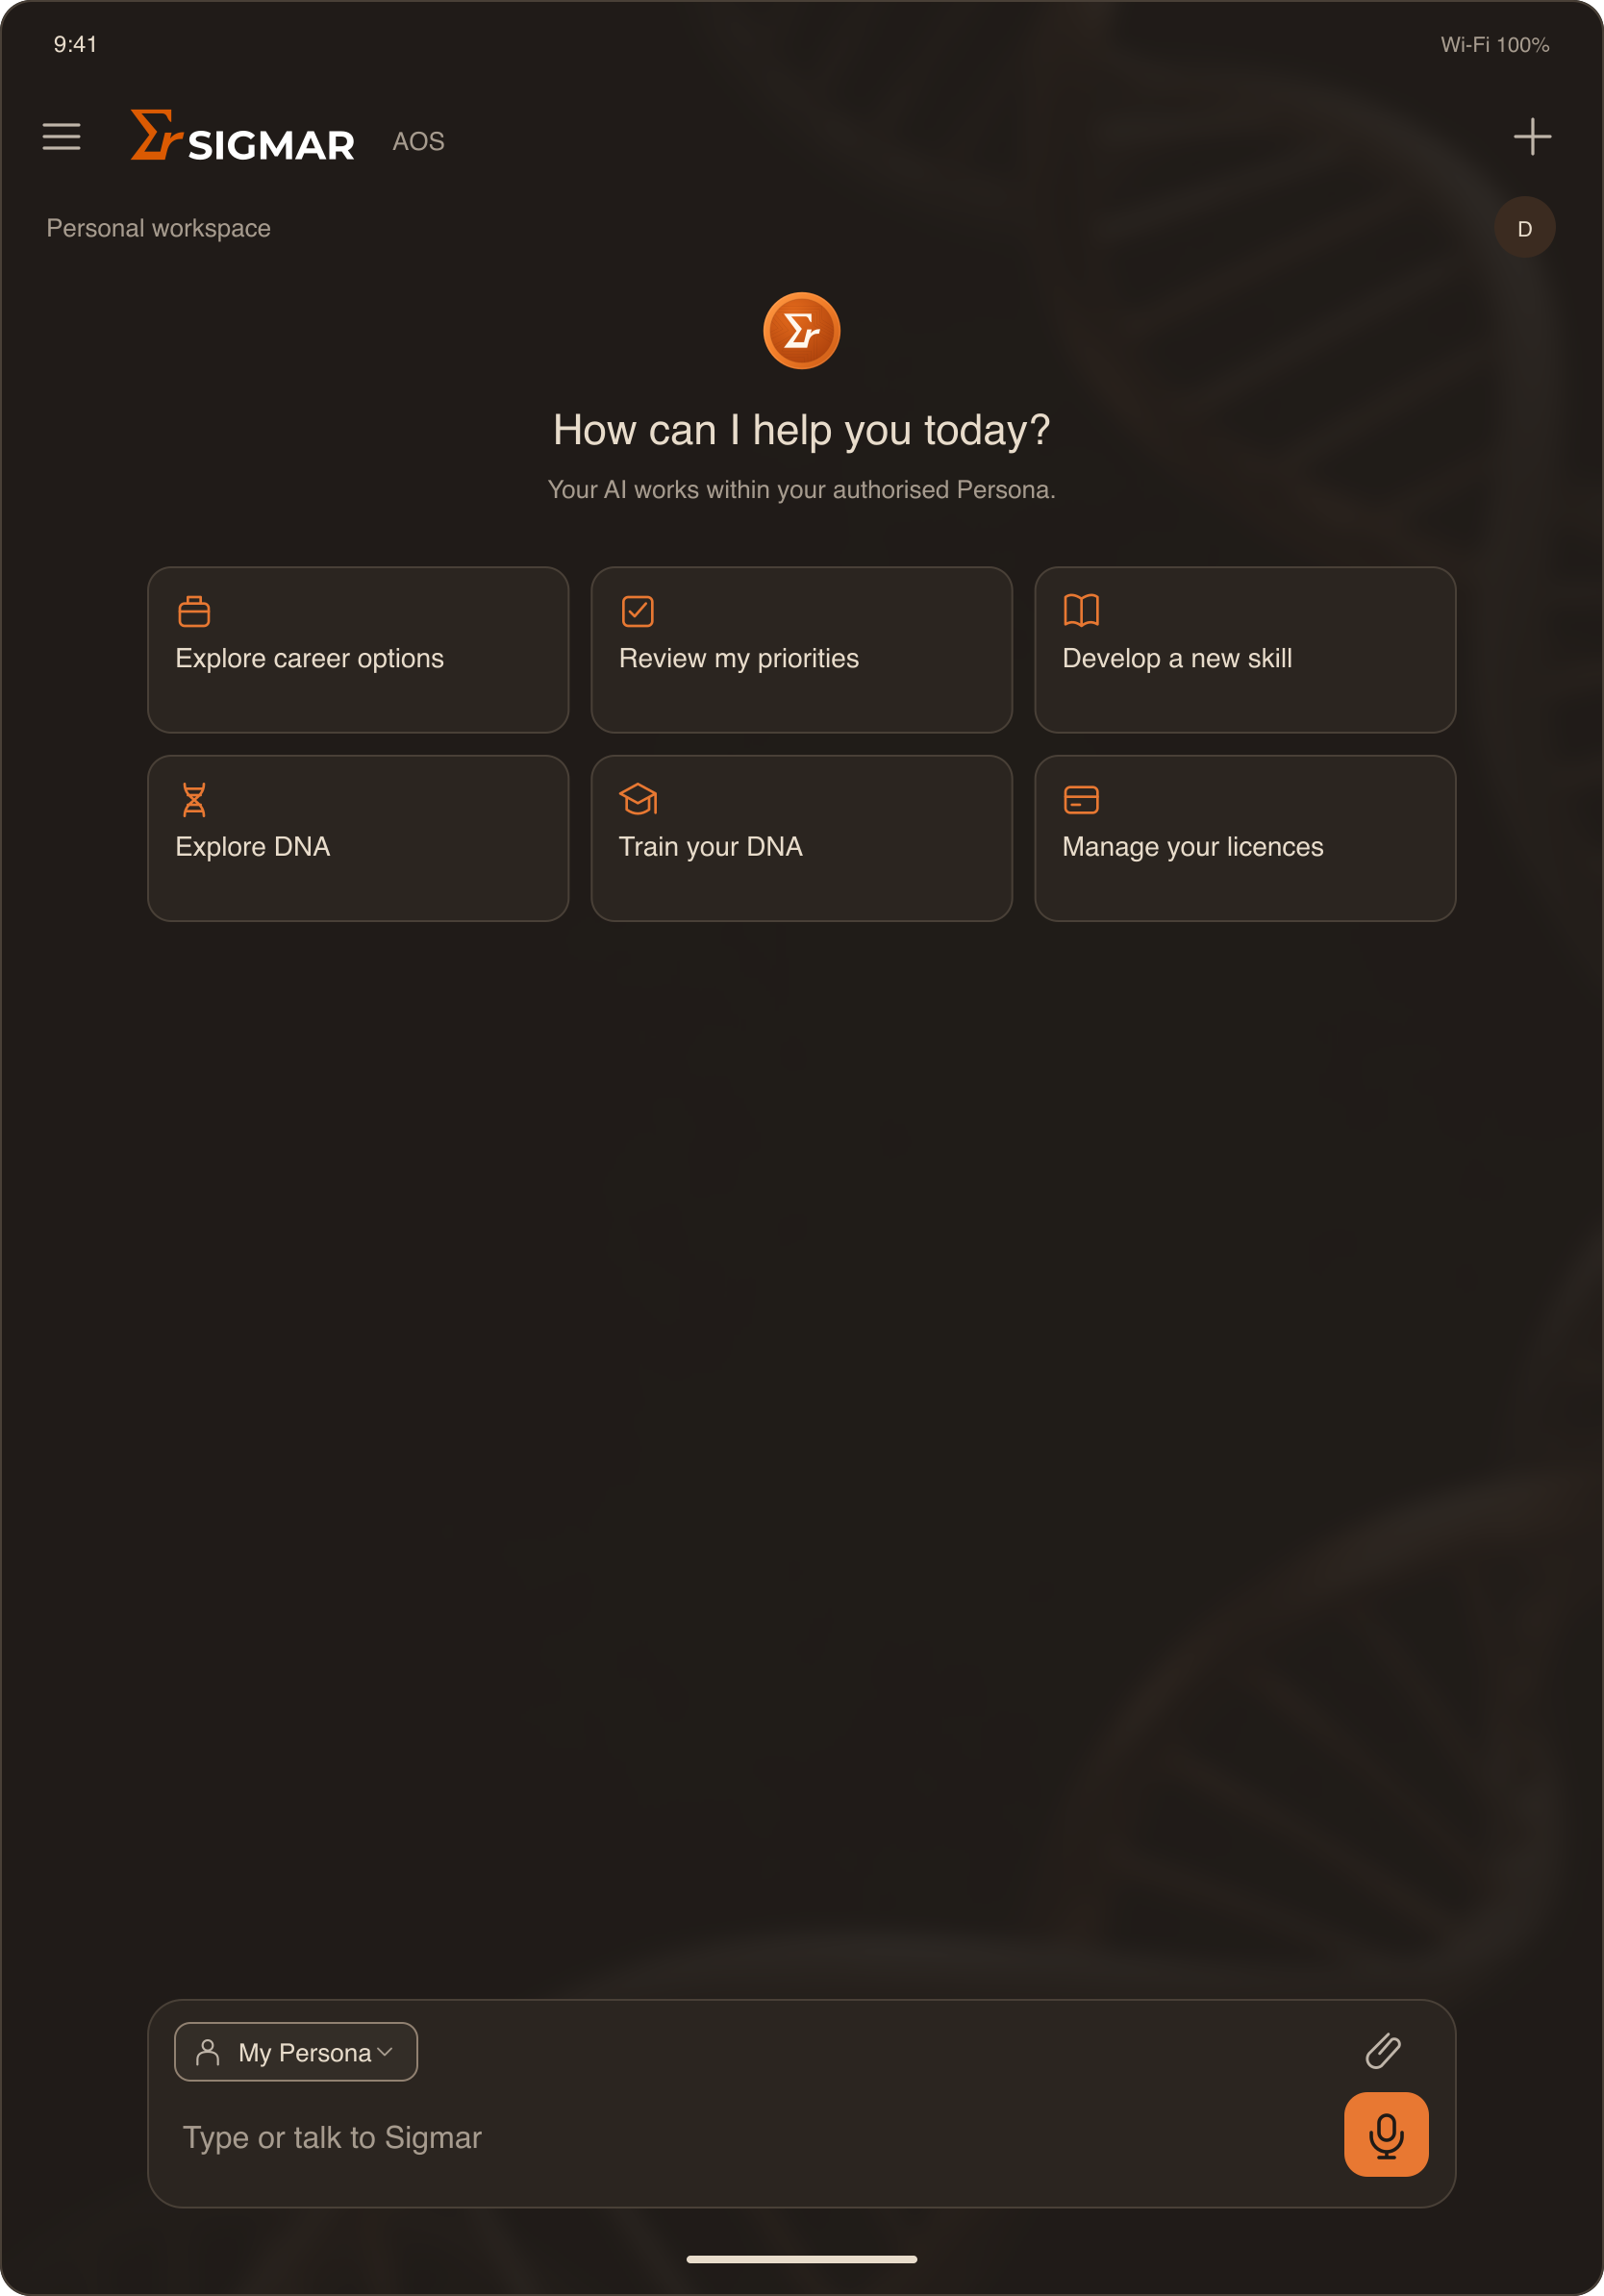 9:41
Wi-Fi 100%
Σr SIGMAR AOS
Personal workspace
D
Σr
How can I help you today?
Your AI works within your authorised Persona.
Explore career options
Review my priorities
Develop a new skill
Explore DNA
Train your DNA
Manage your licences
My Persona
Type or talk to Sigmar